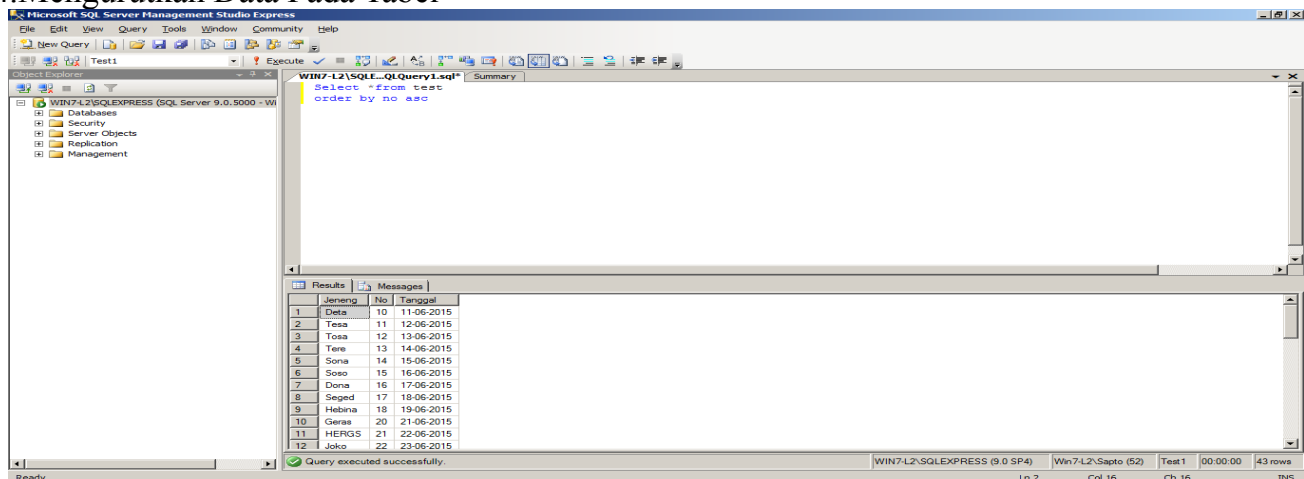 Mengurutkan Data Pada Tabel
Microsoft SQL Server Management Studio Express
File Edit View Query Tools Window Community Help
New Query
Test1 Execute
Object Explorer
WIN7-L2\SQLE...QLQuery1.sql* Summary
WIN7-L2\SQLEXPRESS (SQL Server 9.0.5000 - Wi
Databases
Security
Server Objects
Replication
Management
Select *from test
order by no asc
Results Messages
Jeneng No Tanggal
1 Deta 10 11-06-2015
2 Tesa 11 12-06-2015
3 Tosa 12 13-06-2015
4 Tere 13 14-06-2015
5 Sona 14 15-06-2015
6 Soso 15 16-06-2015
7 Dona 16 17-06-2015
8 Seged 17 18-06-2015
9 Hebina 18 19-06-2015
10 Geras 20 21-06-2015
11 HERGS 21 22-06-2015
12 Joko 22 23-06-2015
Query executed successfully. WIN7-L2\SQLEXPRESS (9.0 SP4) Win7-L2\Sapto (52) Test1 00:00:00 43 rows
Ready Ln 2 Col 16 Ch 16 INS